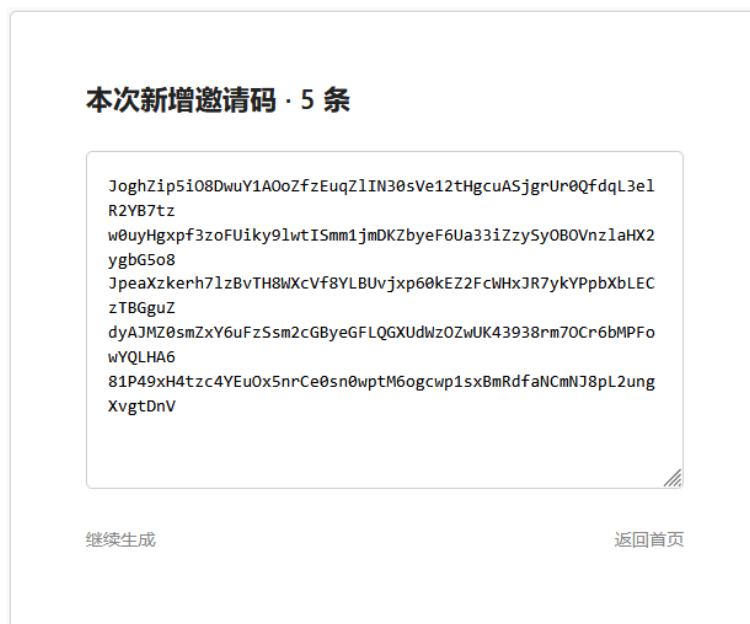 本次新增邀请码 · 5 条
JoghZip5iO8DwuY1AOoZfzEuqZlIN30sVe12tHgcuASjgrUr0QfdqL3el
R2YB7tz
w0uyHgxpf3zoFUiky9lwtISmm1jmDKZbyeF6Ua33iZzySyOBOVnzlaHX2
ygbG5o8
JpeaXzkerh7lzBvTH8WXcVf8YLBUvjxp60kEZ2FcWHxJR7ykYPpbXbLEC
zTBGguZ
dyAJMZ0smZxY6uFzSsm2cGByeGFLQGXUdWzOZwUK43938rm7OCr6bMPFo
wYQLHA6
81P49xH4tzc4YEuOx5nrCe0sn0wptM6ogcwp1sxBmRdfaNCmNJ8pL2ung
XvgtDnV
继续生成
返回首页